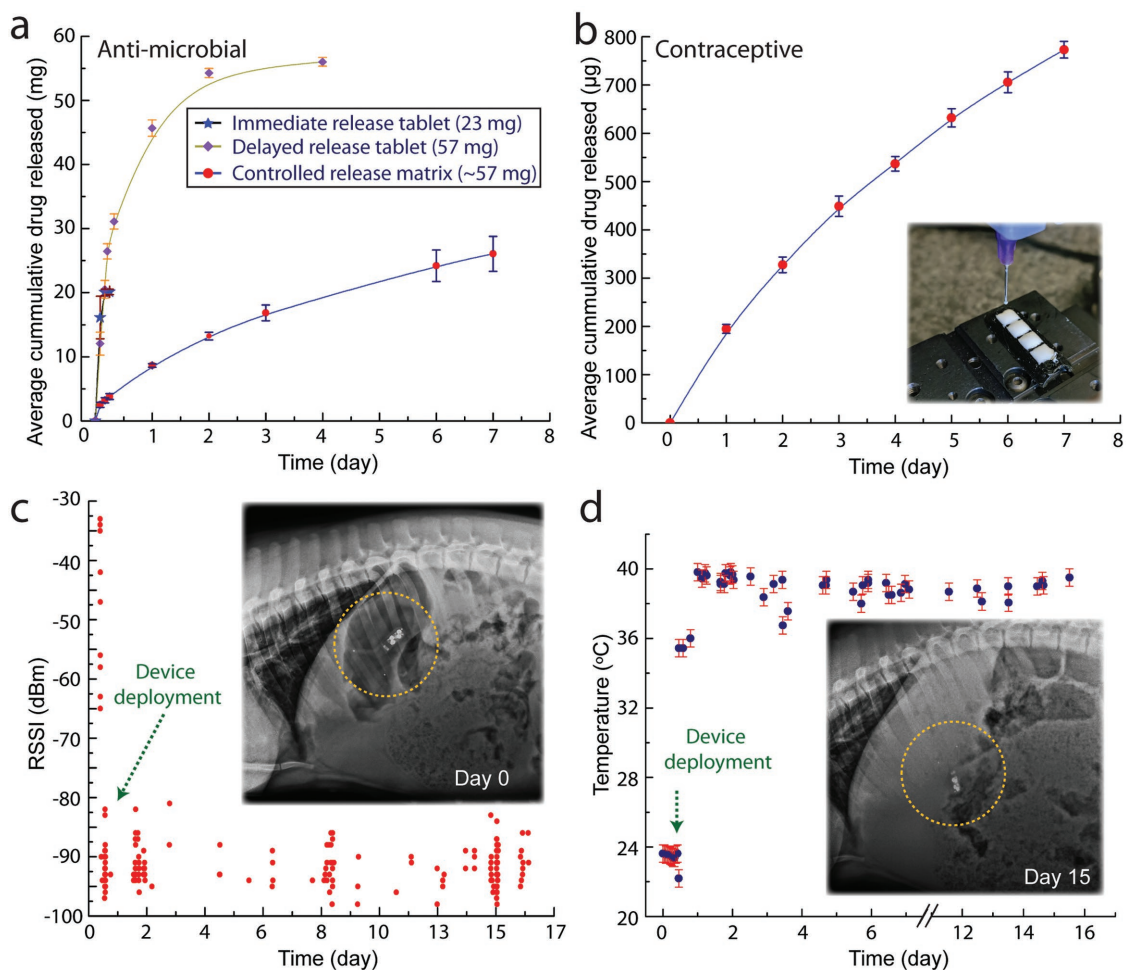 a
Anti-microbial
Average cummulative drug released (mg)
60
50
40
30
20
10
0
Immediate release tablet (23 mg)
Delayed release tablet (57 mg)
Controlled release matrix (~57 mg)
0 1 2 3 4 5 6 7 8
Time (day)
b
Contraceptive
Average cummulative drug released (µg)
800
700
600
500
400
300
200
100
0
0 1 2 3 4 5 6 7 8
Time (day)
c
RSSI (dBm)
-30
-40
-50
-60
-70
-80
-90
-100
Device
deployment
Day 0
0 2 4 6 8 10 11 13 15 17
Time (day)
d
Temperature (ºC)
40
36
32
28
24
20
Device
deployment
Day 15
0 2 4 6 12 14 16
Time (day)